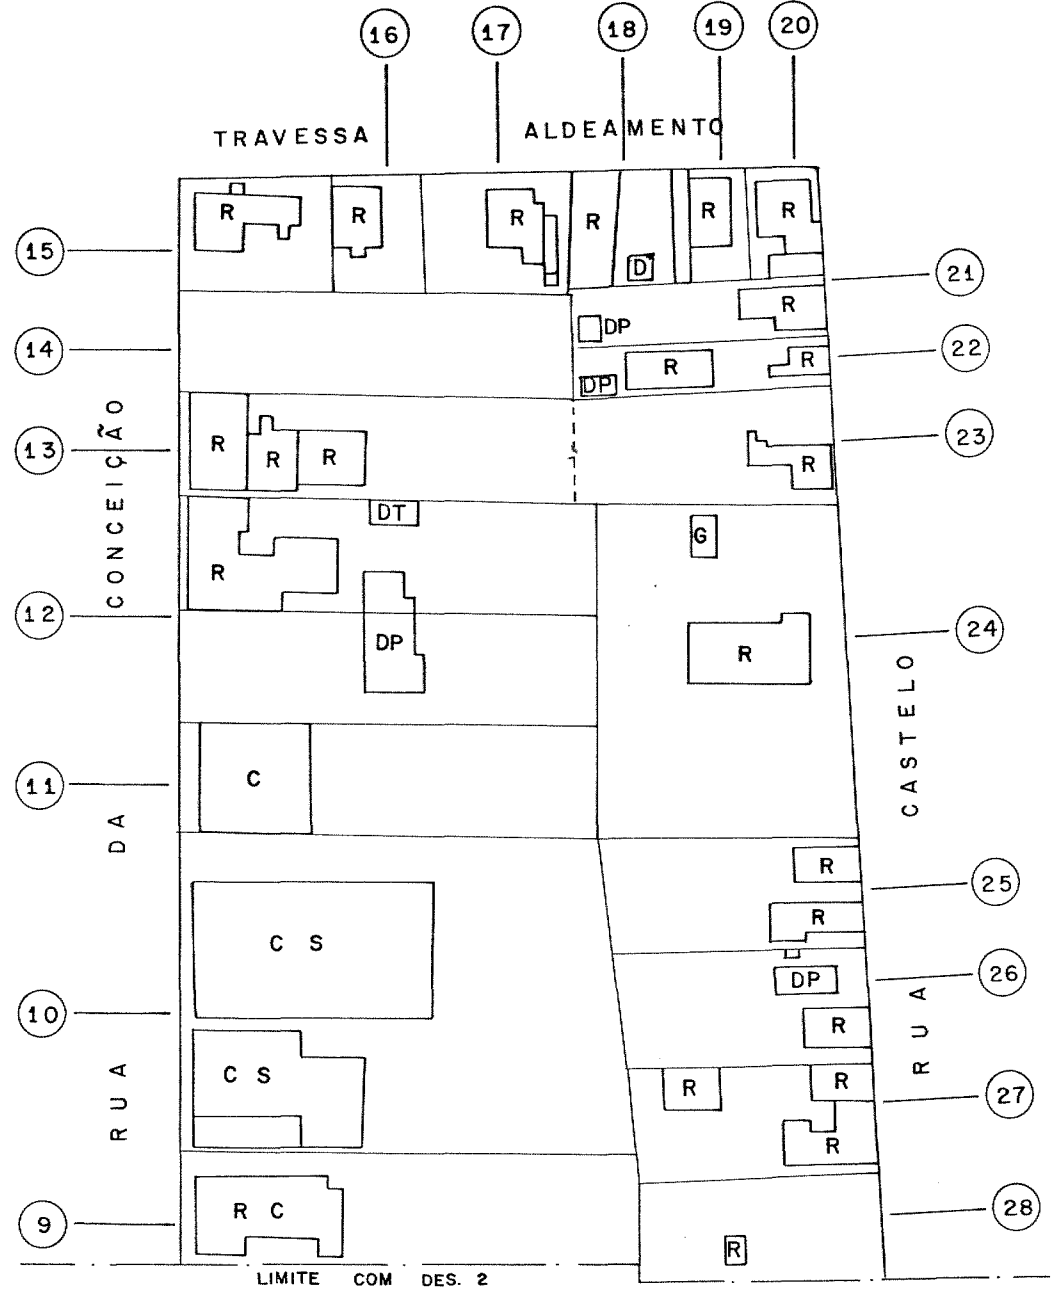 16 17 18 19 20
TRAVESSA ALDEAMENTO
R R R R R R
15
D
21
R
DP
14
22
R R
DP
CONCEIÇÃO
13
R R R
23
R
DT
G
R
12
DP
24
R
CASTELO
11
C
DA
R
25
R
C S
26
DP
10
R
RUA
C S
R R
27
RUA
R
R C
28
9
R
LIMITE COM DES. 2